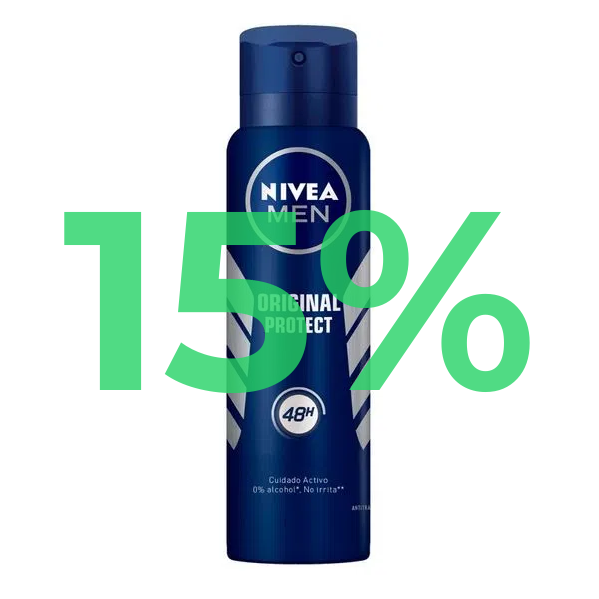 NIVEA
MEN
15%
ORIGINAL
PROTECT
48H
Cuidado Activo
0% alcohol*, No irrita**